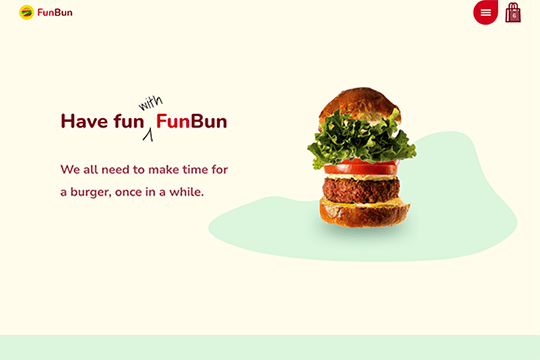 FunBun
with
Have fun FunBun
We all need to make time for
a burger, once in a while.